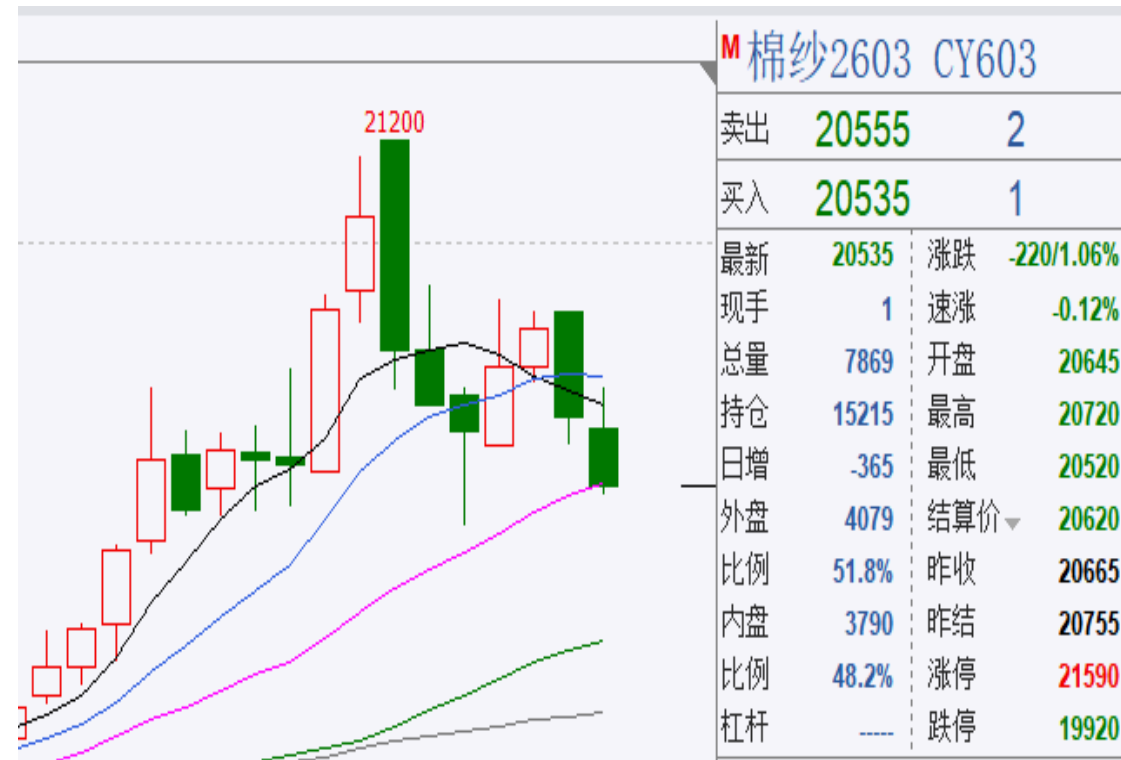 21200
M 棉纱2603 CY603
卖出 20555 2
买入 20535 1
最新 20535 涨跌 -220/1.06%
现手 1 速涨 -0.12%
总量 7869 开盘 20645
持仓 15215 最高 20720
日增 -365 最低 20520
外盘 4079 结算价 20620
比例 51.8% 昨收 20665
内盘 3790 昨结 20755
比例 48.2% 涨停 21590
杠杆 ----- 跌停 19920